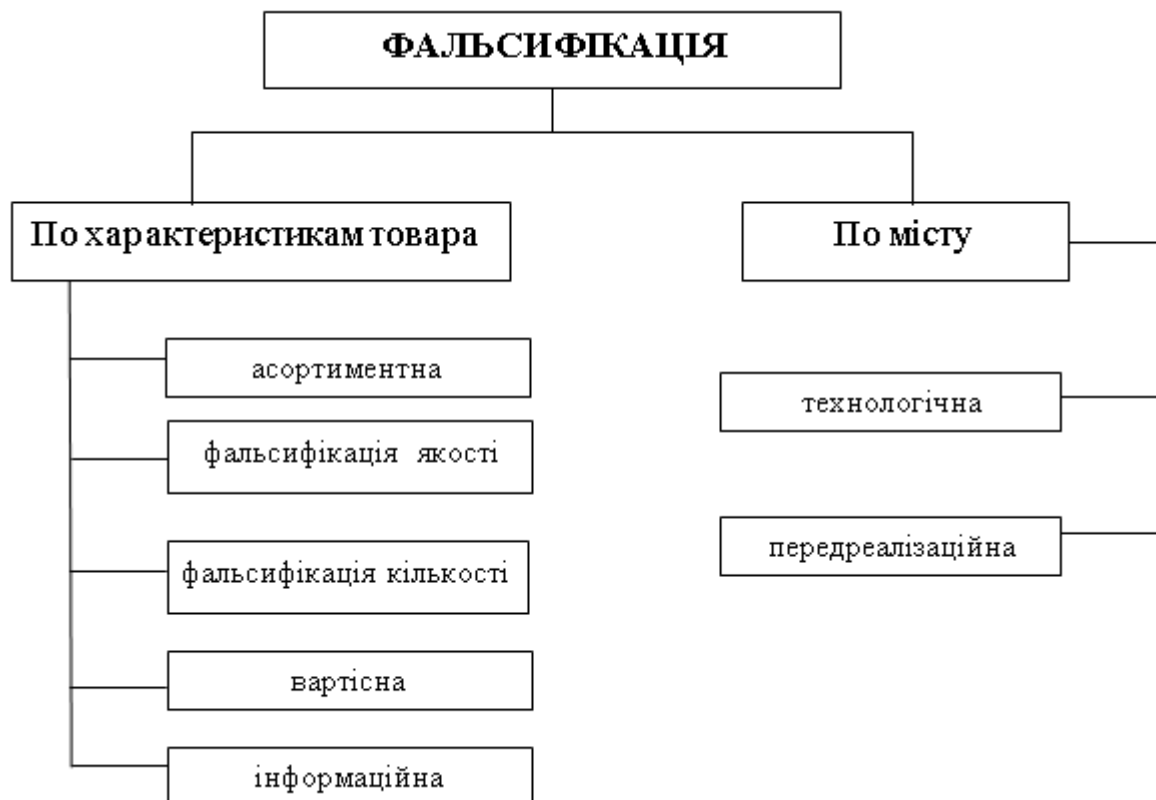 ФАЛЬСИФІКАЦІЯ
По характеристикам товара
По місту
асортиментна
фальсифікація якості
фальсифікація кількості
вартісна
інформаційна
технологічна
передреалізаційна